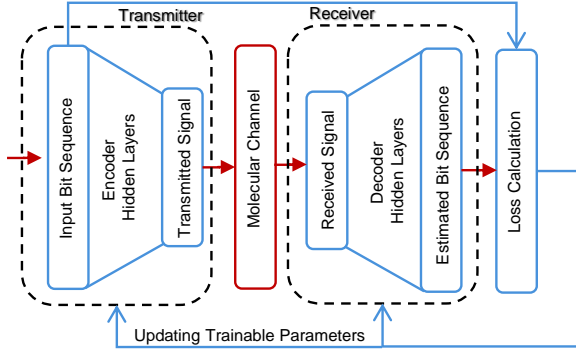 Transmitter
Receiver
Input Bit Sequence
Encoder
Hidden Layers
Transmitted Signal
Molecular Channel
Received Signal
Decoder
Hidden Layers
Estimated Bit Sequence
Loss Calculation
Updating Trainable Parameters